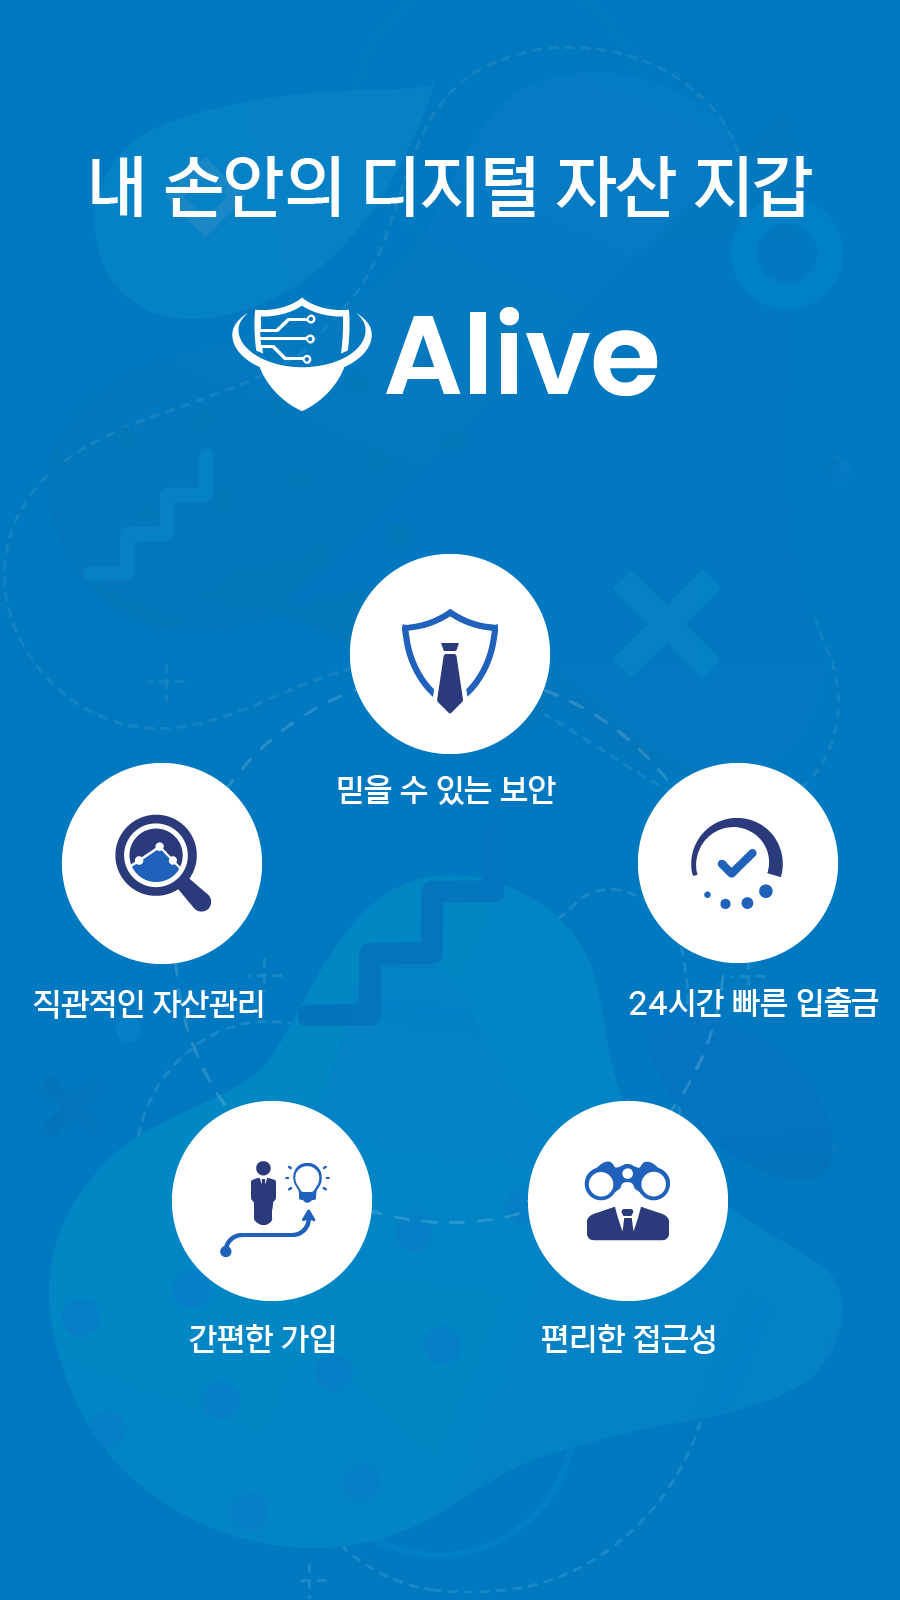 내 손안의 디지털 자산 지갑
Alive
믿을 수 있는 보안
직관적인 자산관리
24시간 빠른 입출금
간편한 가입
편리한 접근성